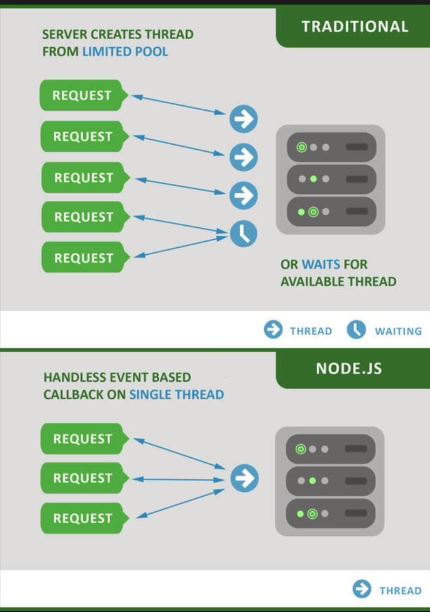 TRADITIONAL
SERVER CREATES THREAD
FROM LIMITED POOL
REQUEST
REQUEST
REQUEST
REQUEST
REQUEST
OR WAITS FOR
AVAILABLE THREAD
THREAD
WAITING
NODE.JS
HANDLESS EVENT BASED
CALLBACK ON SINGLE THREAD
REQUEST
REQUEST
REQUEST
THREAD